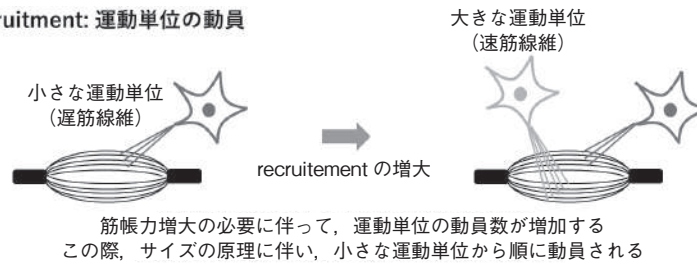 ruitment: 運動単位の動員
大きな運動単位
（速筋線維）
小さな運動単位
（遅筋線維）
recruitement の増大
筋帳力増大の必要に伴って，運動単位の動員数が増加する
この際，サイズの原理に伴い，小さな運動単位から順に動員される